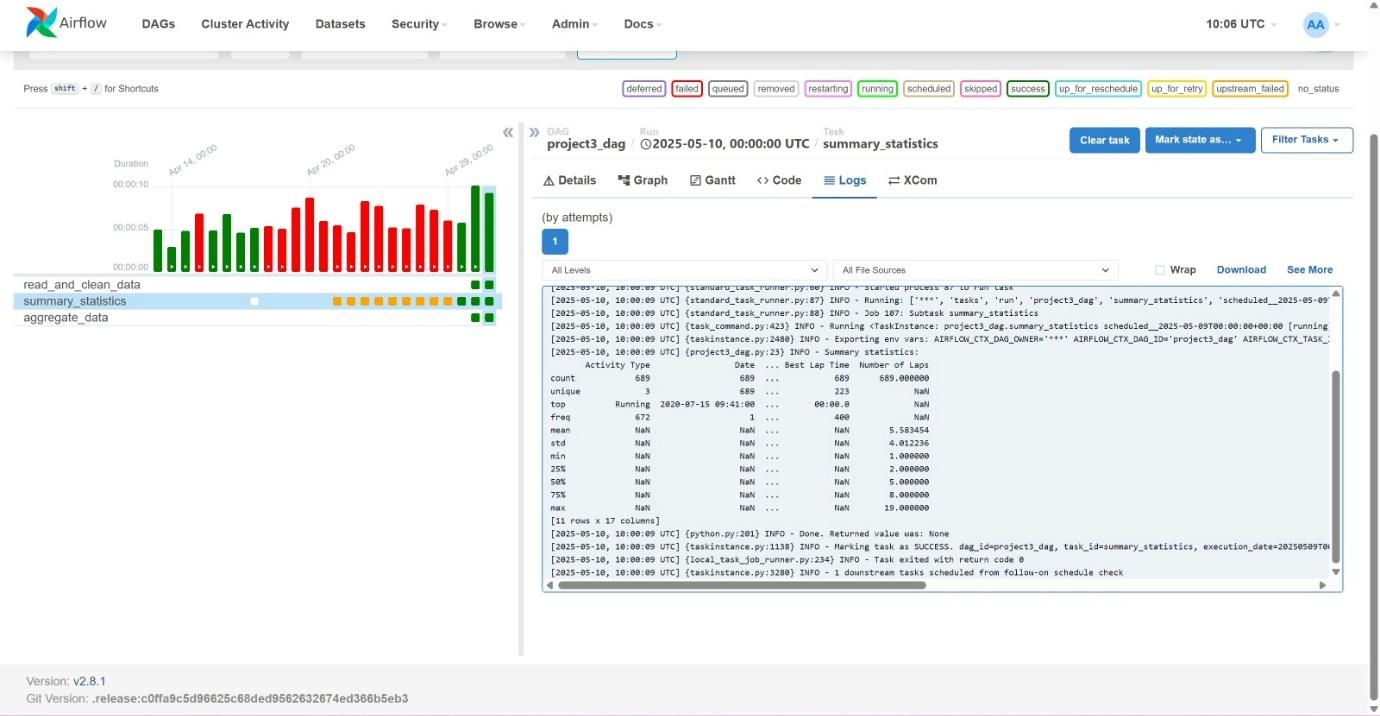 Airflow DAGs Cluster Activity Datasets Security Browse Admin Docs 10:06 UTC AA
Press shift + / for Shortcuts
deferred failed queued removed restarting running scheduled skipped success up_for_reschedule up_for_retry upstream_failed no_status
DAG Run Task
project3_dag / 2025-05-10, 00:00:00 UTC / summary_statistics
Clear task Mark state as... Filter Tasks
Duration
Apr 14, 00:00 Apr 20, 00:00 Apr 29, 00:00
00:00:10
00:00:05
00:00:00
read_and_clean_data
summary_statistics
aggregate_data
Details Graph Gantt Code Logs XCom
(by attempts)
1
All Levels All File Sources Wrap Download See More
[2025-05-10, 10:00:09 UTC] {standard_task_runner.py:60} INFO - Started process 87 to run task
[2025-05-10, 10:00:09 UTC] {standard_task_runner.py:87} INFO - Running: ['***', 'tasks', 'run', 'project3_dag', 'summary_statistics', 'scheduled__2025-05-09
[2025-05-10, 10:00:09 UTC] {standard_task_runner.py:88} INFO - Job 107: Subtask summary_statistics
[2025-05-10, 10:00:09 UTC] {task_command.py:423} INFO - Running <TaskInstance: project3_dag.summary_statistics scheduled__2025-05-09T00:00:00+00:00 [running
[2025-05-10, 10:00:09 UTC] {taskinstance.py:2480} INFO - Exporting env vars: AIRFLOW_CTX_DAG_OWNER='***' AIRFLOW_CTX_DAG_ID='project3_dag' AIRFLOW_CTX_TASK_
[2025-05-10, 10:00:09 UTC] {project3_dag.py:23} INFO - Summary statistics:
Activity Type Date ... Best Lap Time Number of Laps
count 689 689 ... 689 689.000000
unique 3 689 ... 223 NaN
top Running 2020-07-15 09:41:00 ... 00:00.0 NaN
freq 672 1 ... 400 NaN
mean NaN NaN ... NaN 5.583454
std NaN NaN ... NaN 4.012236
min NaN NaN ... NaN 1.000000
25% NaN NaN ... NaN 2.000000
50% NaN NaN ... NaN 5.000000
75% NaN NaN ... NaN 8.000000
max NaN NaN ... NaN 19.000000
[11 rows x 17 columns]
[2025-05-10, 10:00:09 UTC] {python.py:201} INFO - Done. Returned value was: None
[2025-05-10, 10:00:09 UTC] {taskinstance.py:1138} INFO - Marking task as SUCCESS. dag_id=project3_dag, task_id=summary_statistics, execution_date=20250509T0
[2025-05-10, 10:00:09 UTC] {local_task_job_runner.py:234} INFO - Task exited with return code 0
[2025-05-10, 10:00:09 UTC] {taskinstance.py:3280} INFO - 1 downstream tasks scheduled from follow-on schedule check
Version: v2.8.1
Git Version: .release:c0ffa9c5d96625c68ded9562632674ed366b5eb3